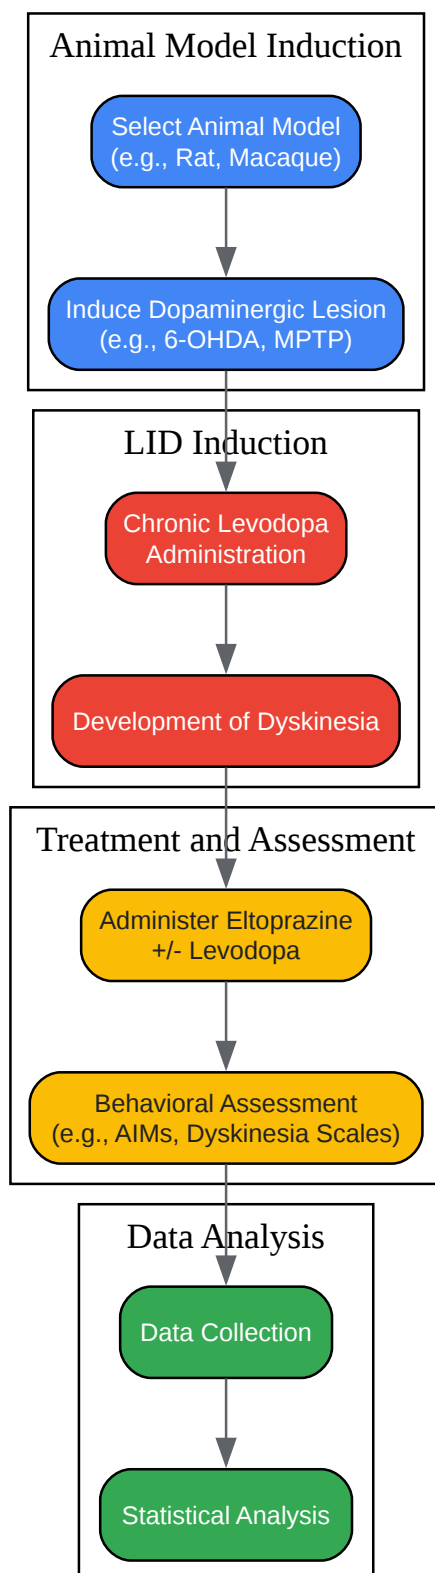 Animal Model Induction
Select Animal Model
(e.g., Rat, Macaque)
Induce Dopaminergic Lesion
(e.g., 6-OHDA, MPTP)
LID Induction
Chronic Levodopa
Administration
Development of Dyskinesia
Treatment and Assessment
Administer Eltoprazine
+/- Levodopa
Behavioral Assessment
(e.g., AIMs, Dyskinesia Scales)
Data Analysis
Data Collection
Statistical Analysis